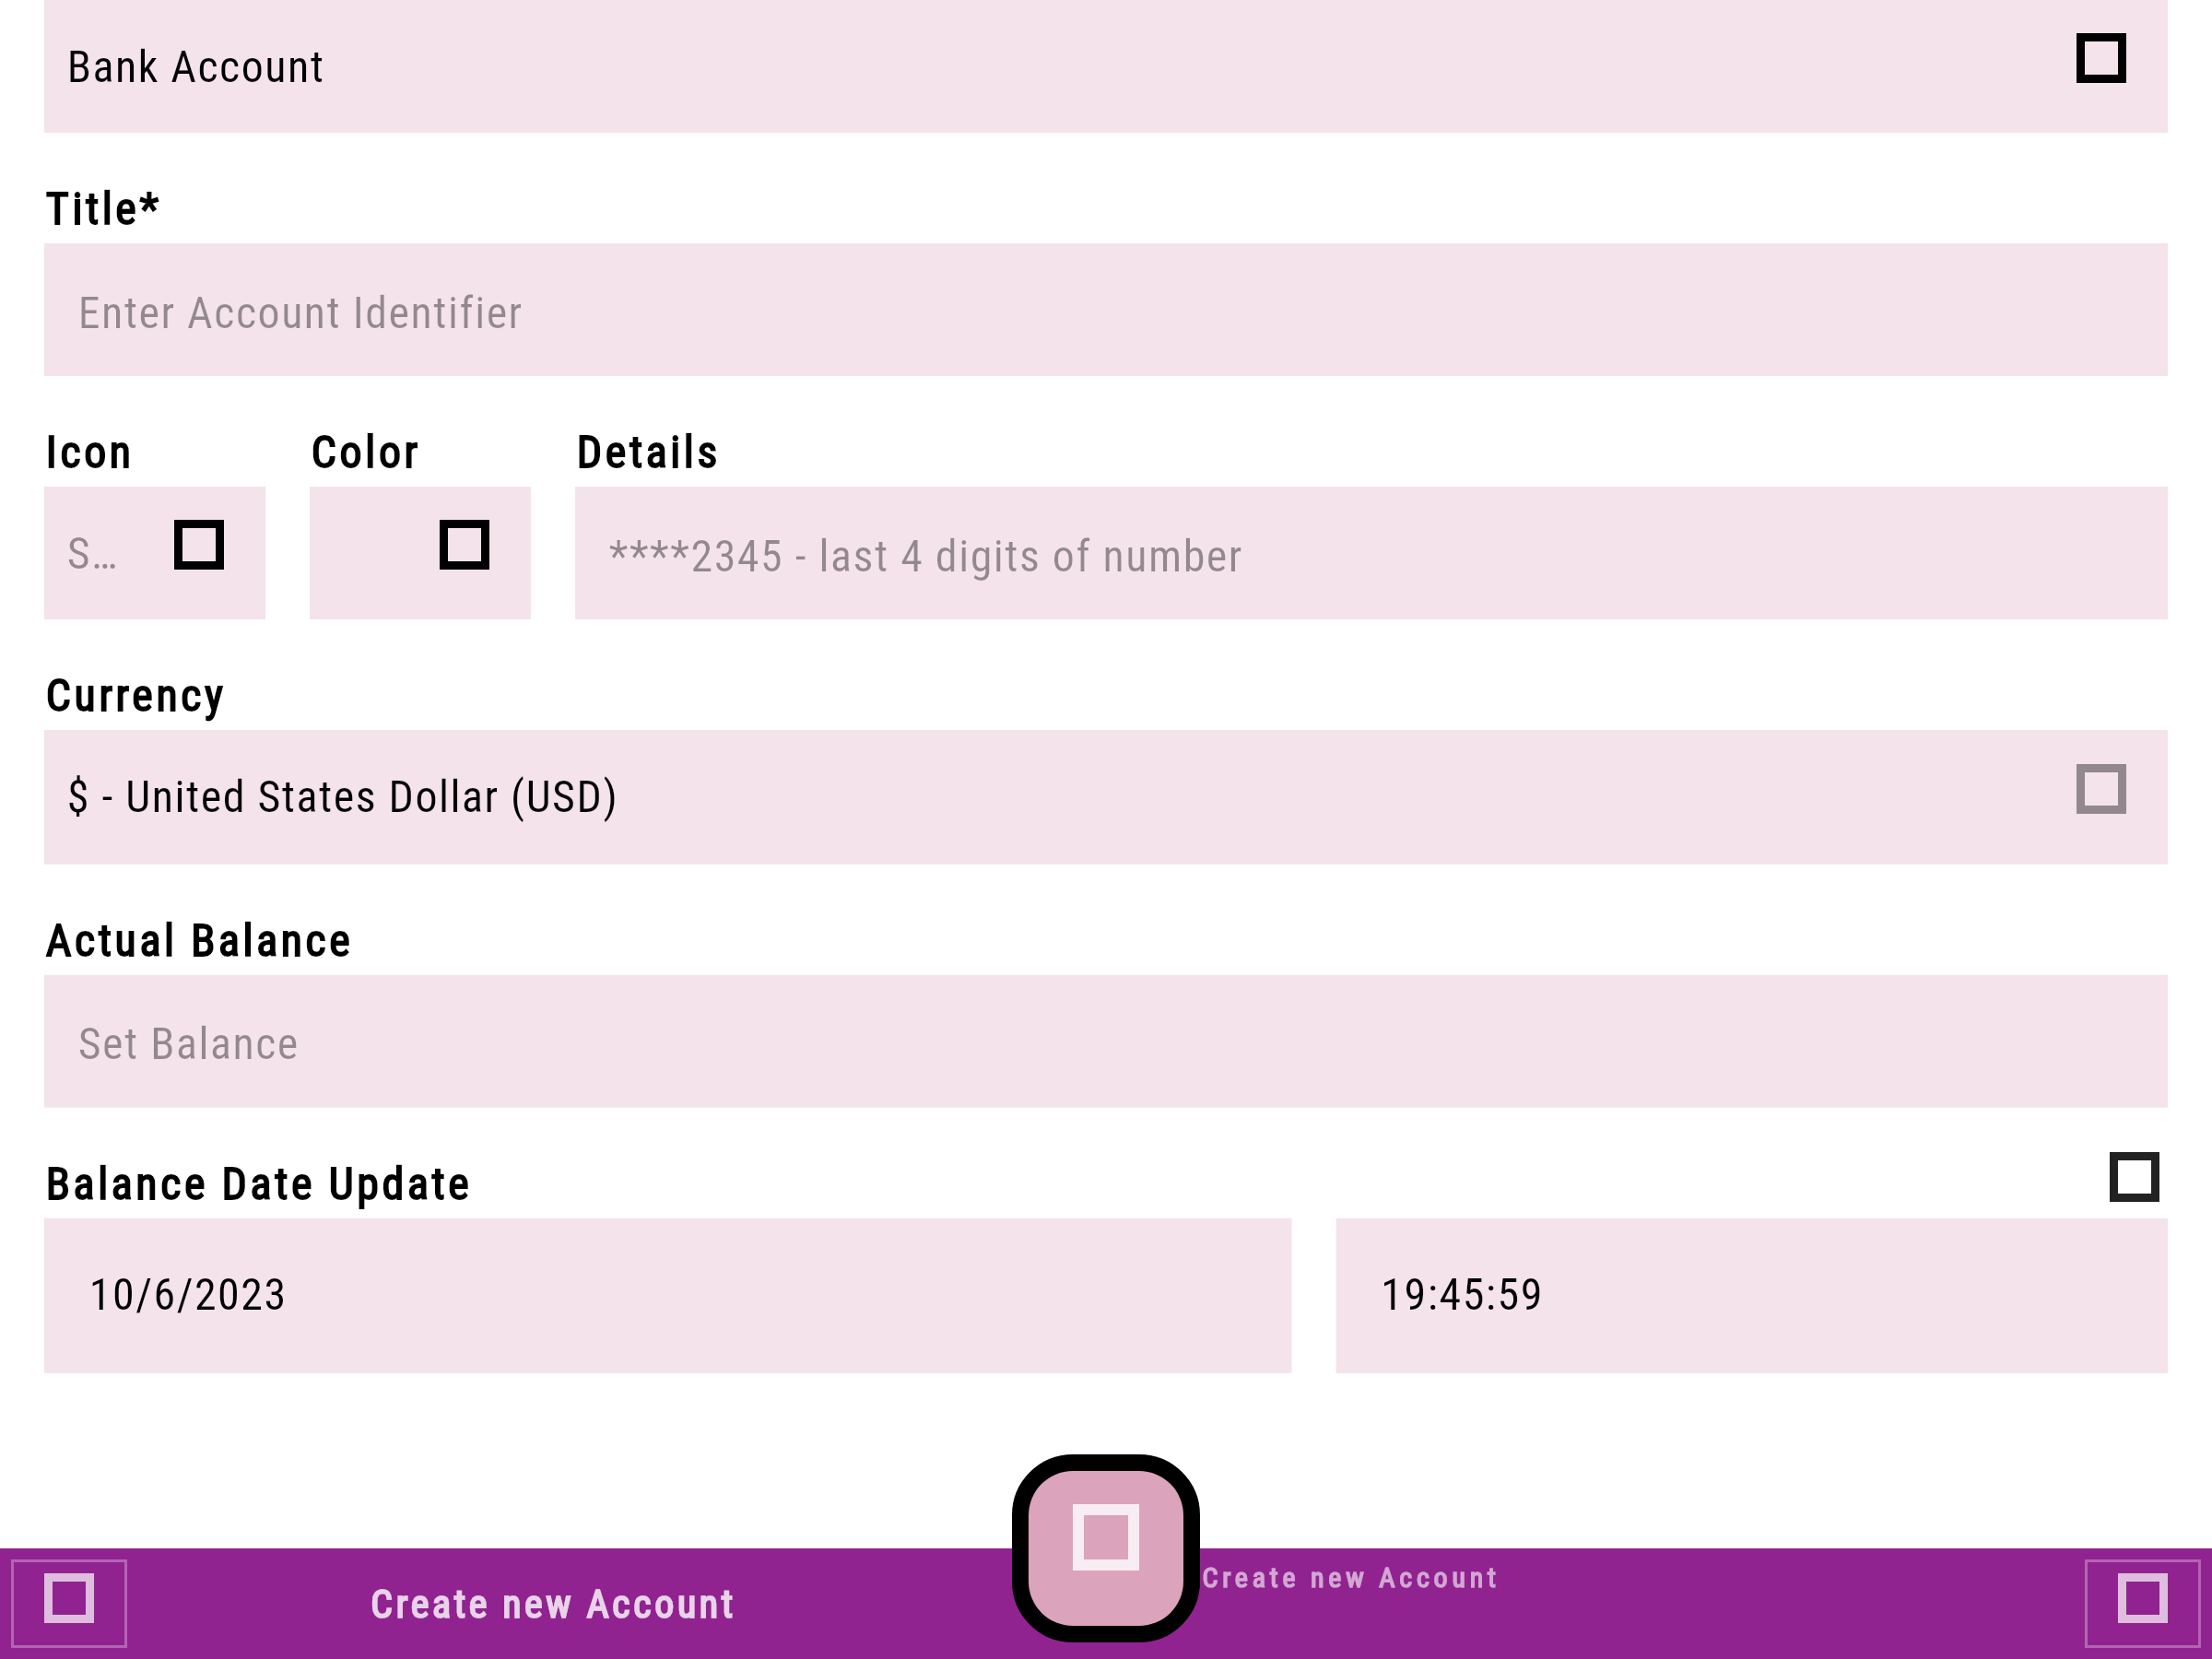 Bank Account
Title*
Enter Account Identifier
Icon Color Details
S… ****2345 - last 4 digits of number
Currency
$ - United States Dollar (USD)
Actual Balance
Set Balance
Balance Date Update
10/6/2023 19:45:59
Create new Account
Create new Account